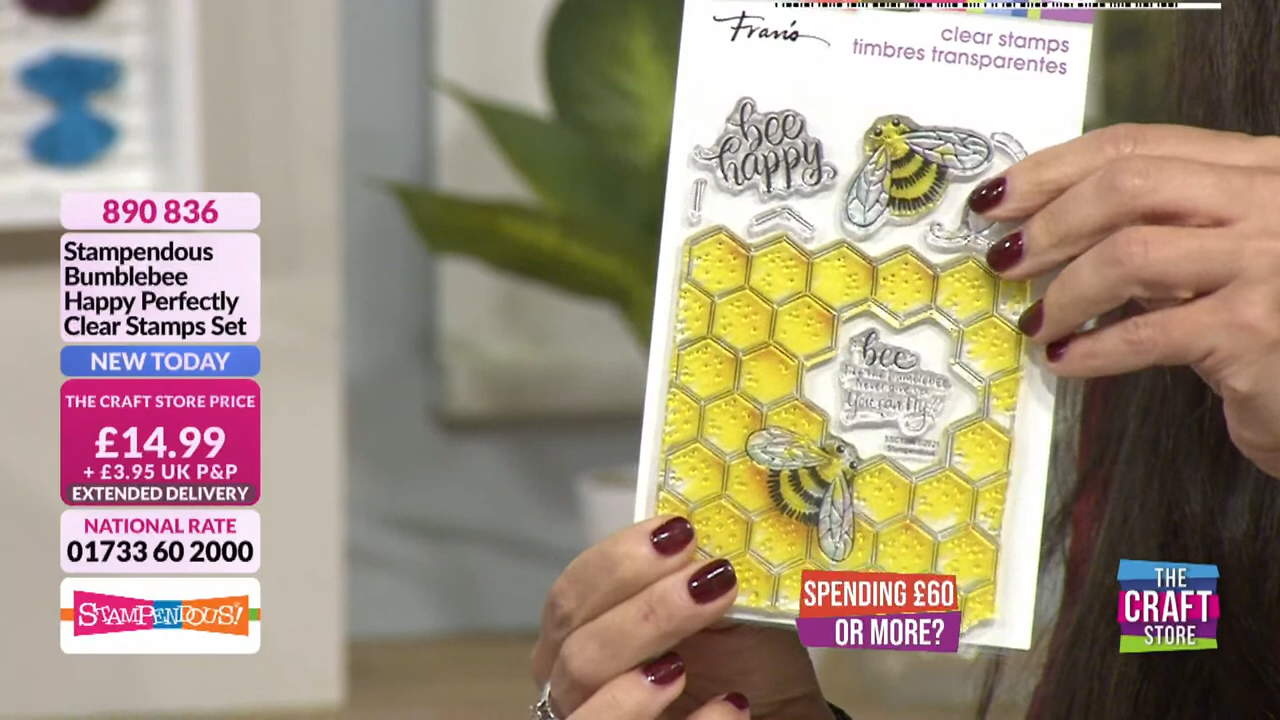 Fran's
clear stamps
timbres transparentes
bee
happy
bee
You can fly!
Stampendous
890 836
Stampendous
Bumblebee
Happy Perfectly
Clear Stamps Set
NEW TODAY
THE CRAFT STORE PRICE
£14.99
+ £3.95 UK P&P
EXTENDED DELIVERY
NATIONAL RATE
01733 60 2000
STAMPENDOUS!
SPENDING £60
OR MORE?
THE
CRAFT
STORE